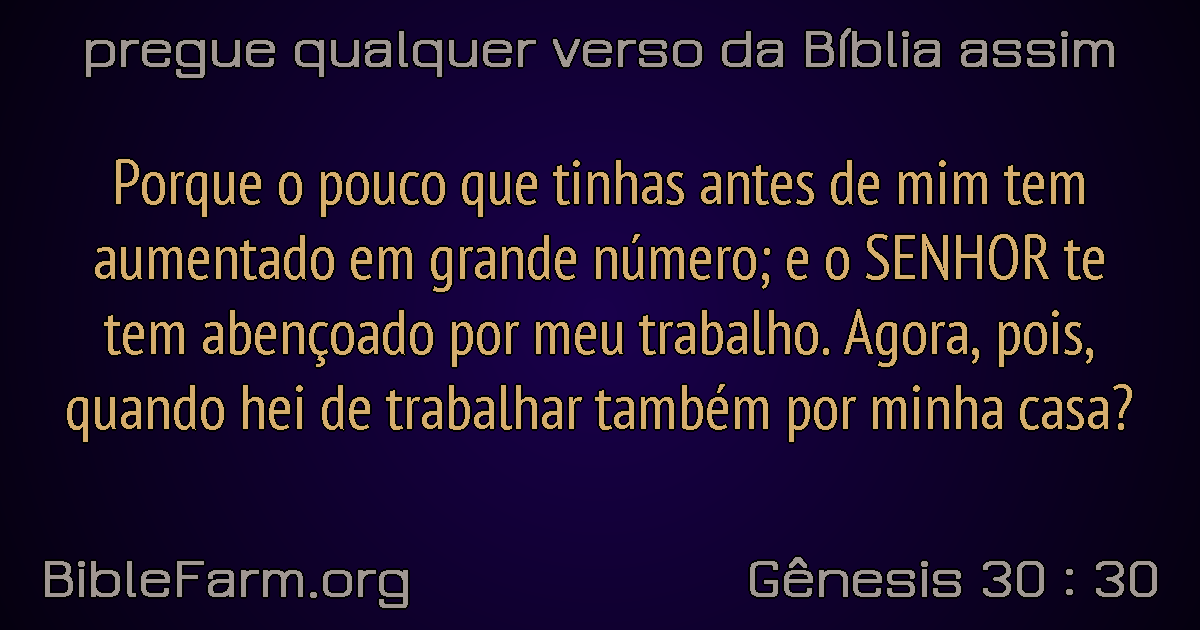 pregue qualquer verso da Bíblia assim
Porque o pouco que tinhas antes de mim tem
aumentado em grande número; e o SENHOR te
tem abençoado por meu trabalho. Agora, pois,
quando hei de trabalhar também por minha casa?
BibleFarm.org
Gênesis 30 : 30